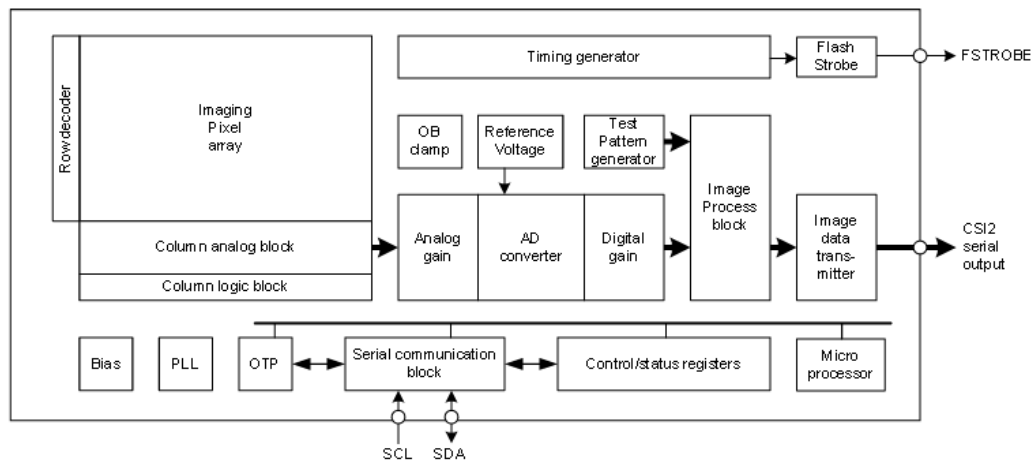 Row decoder
Imaging
Pixel
array
Timing generator
Flash
Strobe
FSTROBE
OB
clamp
Reference
Voltage
Test
Pattern
generator
Image
Process
block
Column analog block
Column logic block
Analog
gain
AD
converter
Digital
gain
Image
data
trans-
mitter
CSI2
serial
output
Bias
PLL
OTP
Serial communication
block
Control/status registers
Micro
processor
SCL
SDA